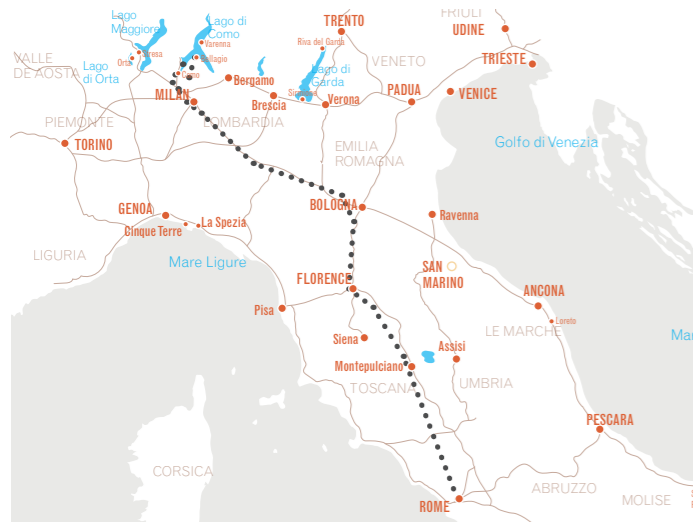 FRIULI
Lago
Maggiore
Lago di
Como
TRENTO
UDINE
Varenna
Riva del Garda
Stresa
Orta
Bellagio
VALLE
DE AOSTA
Lago
di Orta
Como
Lago di
Garda
VENETO
TRIESTE
Bergamo
MILAN
Brescia
Verona
PADUA
VENICE
PIEMONTE
LOMBARDIA
TORINO
EMILIA
ROMAGNA
Golfo di Venezia
GENOA
BOLOGNA
Cinque Terre
La Spezia
Ravenna
LIGURIA
Mare Ligure
SAN
MARINO
FLORENCE
ANCONA
Pisa
Loreto
LE MARCHE
Siena
Assisi
Montepulciano
TOSCANA
UMBRIA
PESCARA
CORSICA
ABRUZZO
MOLISE
ROME